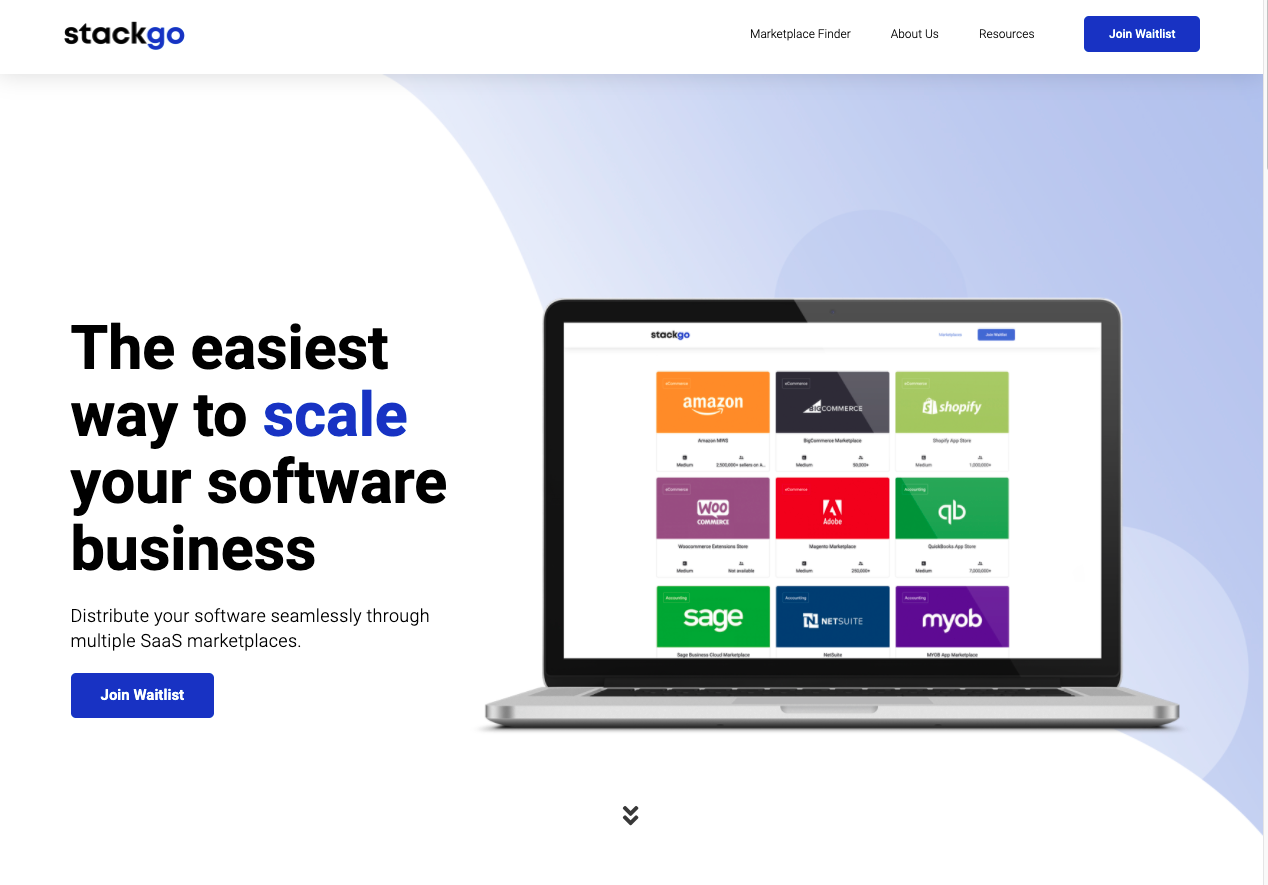 stackgo
Marketplace Finder
About Us
Resources
Join Waitlist
The easiest
way to scale
your software
business
Distribute your software seamlessly through
multiple SaaS marketplaces.
Join Waitlist
stackgo
Marketplaces
Join Waitlist
eCommerce
amazon
Amazon MWS
Medium
2,500,000+ sellers on A...
eCommerce
BIGCOMMERCE
BigCommerce Marketplace
Medium
90,000+
eCommerce
shopify
Shopify App Store
Medium
1,000,000+
eCommerce
WOO
COMMERCE
Woocommerce Extensions Store
Medium
Not available
eCommerce
Adobe
Magento Marketplace
Medium
250,000+
Accounting
qb
QuickBooks App Store
Medium
7,000,000+
Accounting
sage
Sage Business Cloud Marketplace
Accounting
N NETSUITE
NetSuite
Accounting
myob
MYOB App Marketplace